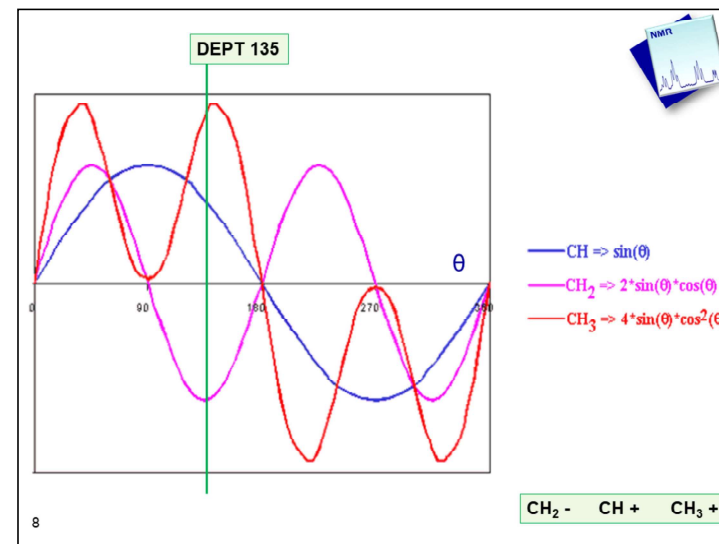 DEPT 135
NMR
θ
0 90 180 270 360
CH => sin(θ)
CH₂ => 2*sin(θ)*cos(θ)
CH₃ => 4*sin(θ)*cos²(θ
CH₂ - CH + CH₃ +
8